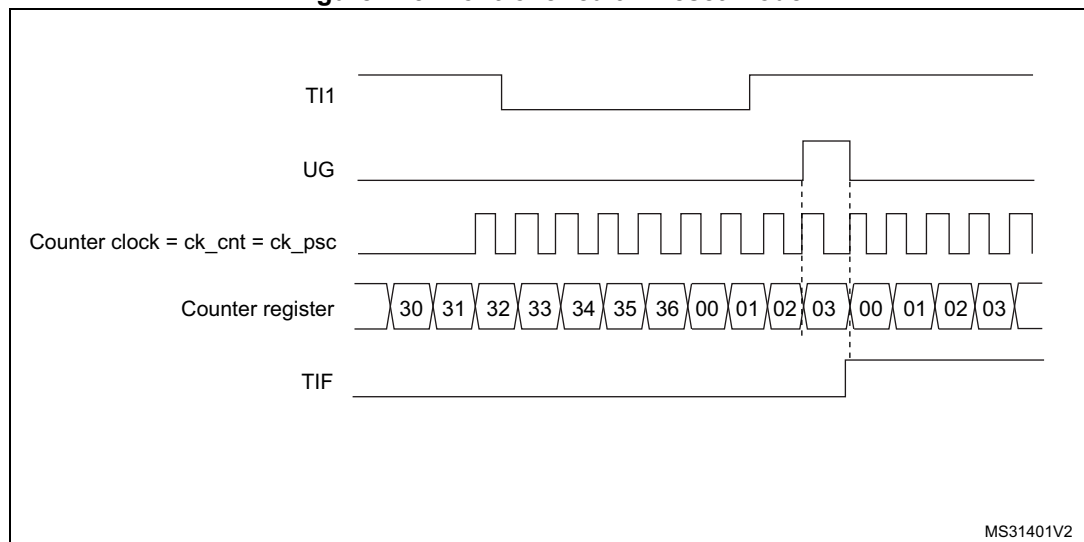 TI1
UG
Counter clock = ck_cnt = ck_psc
Counter register 30 31 32 33 34 35 36 00 01 02 03 00 01 02 03
TIF
MS31401V2